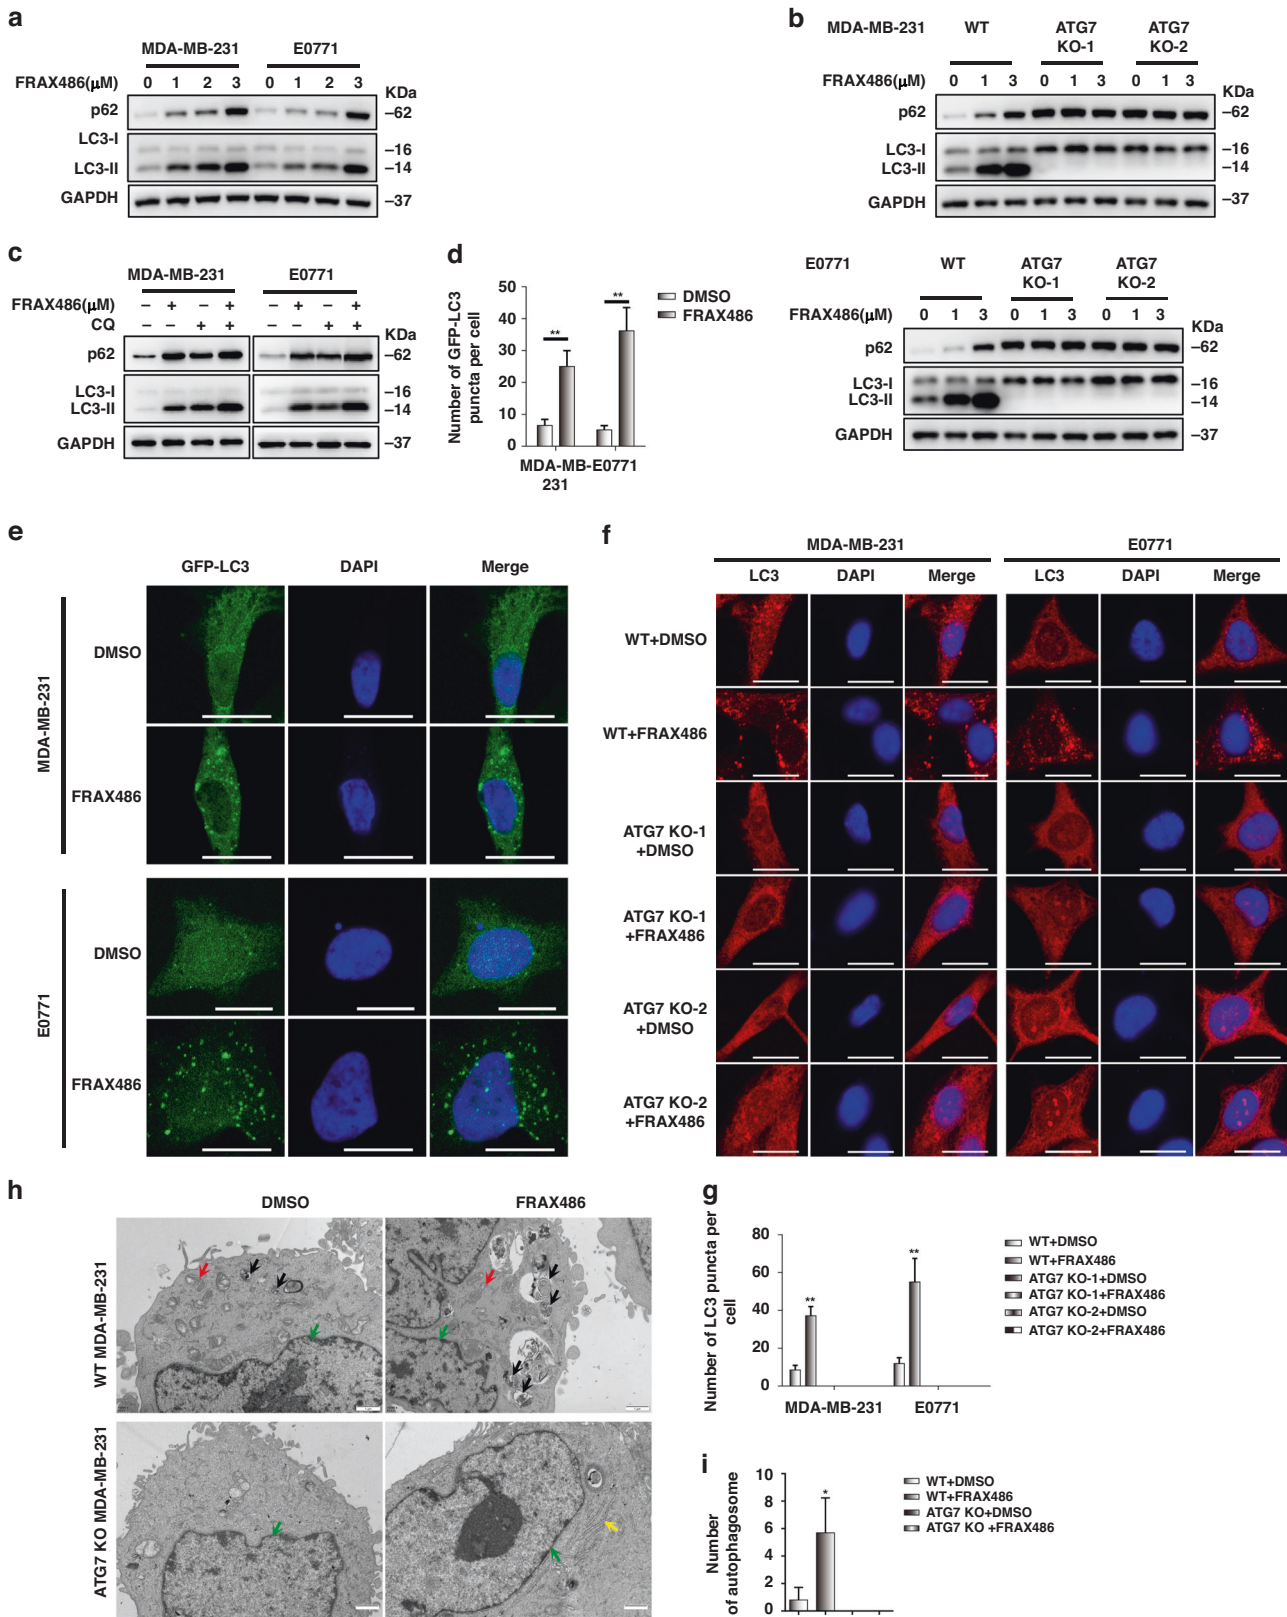 a
MDA-MB-231 E0771
FRAX486(μM) 0 1 2 3 0 1 2 3
KDa
p62 –62
LC3-I –16
LC3-II –14
GAPDH –37
b
MDA-MB-231 WT ATG7 KO-1 ATG7 KO-2
FRAX486(μM) 0 1 3 0 1 3 0 1 3
KDa
p62 –62
LC3-I –16
LC3-II –14
GAPDH –37
E0771 WT ATG7 KO-1 ATG7 KO-2
FRAX486(μM) 0 1 3 0 1 3 0 1 3
KDa
p62 –62
LC3-I –16
LC3-II –14
GAPDH –37
c
MDA-MB-231 E0771
FRAX486(μM) – + – + – + – +
CQ – – + + – – + +
KDa
p62 –62
LC3-I –16
LC3-II –14
GAPDH –37
d
Number of GFP-LC3
puncta per cell
50
40
30
20
10
0
** **
MDA-MB-231 E0771
DMSO
FRAX486
e
GFP-LC3 DAPI Merge
MDA-MB-231
DMSO
FRAX486
E0771
DMSO
FRAX486
f
MDA-MB-231 E0771
LC3 DAPI Merge LC3 DAPI Merge
WT+DMSO
WT+FRAX486
ATG7 KO-1
+DMSO
ATG7 KO-1
+FRAX486
ATG7 KO-2
+DMSO
ATG7 KO-2
+FRAX486
h
DMSO FRAX486
WT MDA-MB-231
ATG7 KO MDA-MB-231
g
Number of LC3 puncta per
cell
80
60
40
20
0
** **
MDA-MB-231 E0771
WT+DMSO
WT+FRAX486
ATG7 KO-1+DMSO
ATG7 KO-1+FRAX486
ATG7 KO-2+DMSO
ATG7 KO-2+FRAX486
i
Number
of autophagosome
10
8
6
4
2
0
*
WT+DMSO
WT+FRAX486
ATG7 KO+DMSO
ATG7 KO +FRAX486